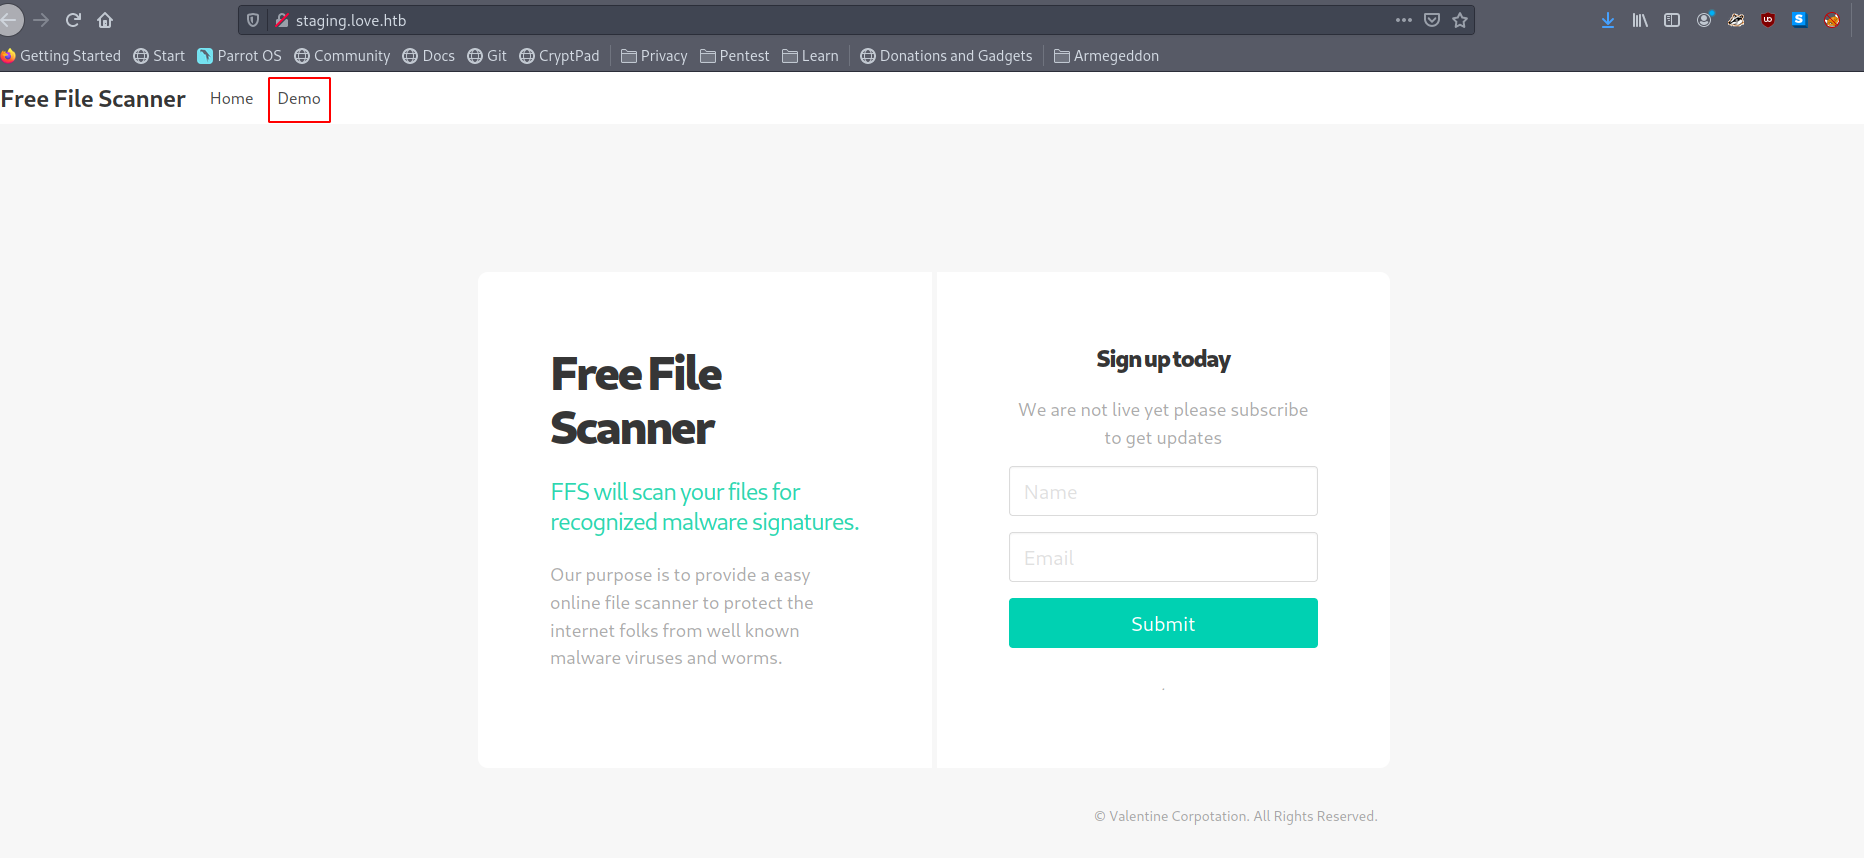 staging.love.htb
Getting Started Start Parrot OS Community Docs Git CryptPad Privacy Pentest Learn Donations and Gadgets Armegeddon
Free File Scanner Home Demo
Free File
Scanner
FFS will scan your files for
recognized malware signatures.
Our purpose is to provide a easy
online file scanner to protect the
internet folks from well known
malware viruses and worms.
Sign up today
We are not live yet please subscribe
to get updates
Name
Email
Submit
.
© Valentine Corpotation. All Rights Reserved.